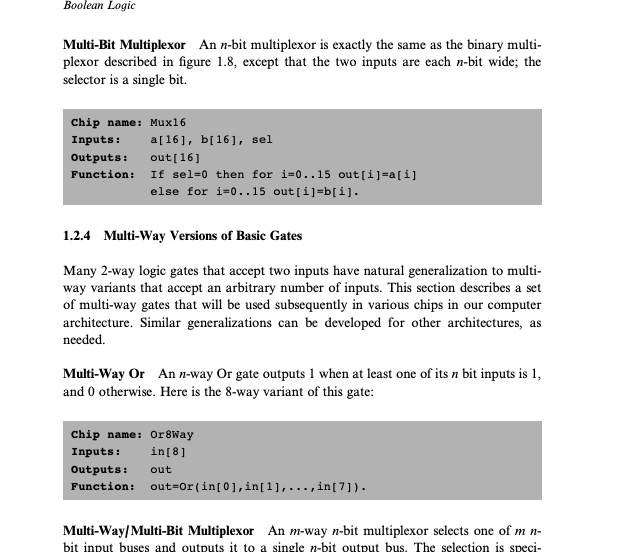 Boolean Logic
Multi-Bit Multiplexor An n-bit multiplexor is exactly the same as the binary multi-
plexor described in figure 1.8, except that the two inputs are each n-bit wide; the
selector is a single bit.
Chip name: Mux16
Inputs: a[16], b[16], sel
Outputs: out[16]
Function: If sel=0 then for i=0..15 out[i]=a[i]
else for i=0..15 out[i]=b[i].
1.2.4 Multi-Way Versions of Basic Gates
Many 2-way logic gates that accept two inputs have natural generalization to multi-
way variants that accept an arbitrary number of inputs. This section describes a set
of multi-way gates that will be used subsequently in various chips in our computer
architecture. Similar generalizations can be developed for other architectures, as
needed.
Multi-Way Or An n-way Or gate outputs 1 when at least one of its n bit inputs is 1,
and 0 otherwise. Here is the 8-way variant of this gate:
Chip name: Or8Way
Inputs: in[8]
Outputs: out
Function: out=Or(in[0],in[1],...,in[7]).
Multi-Way/Multi-Bit Multiplexor An m-way n-bit multiplexor selects one of m n-
bit input buses and outputs it to a single n-bit output bus. The selection is speci-